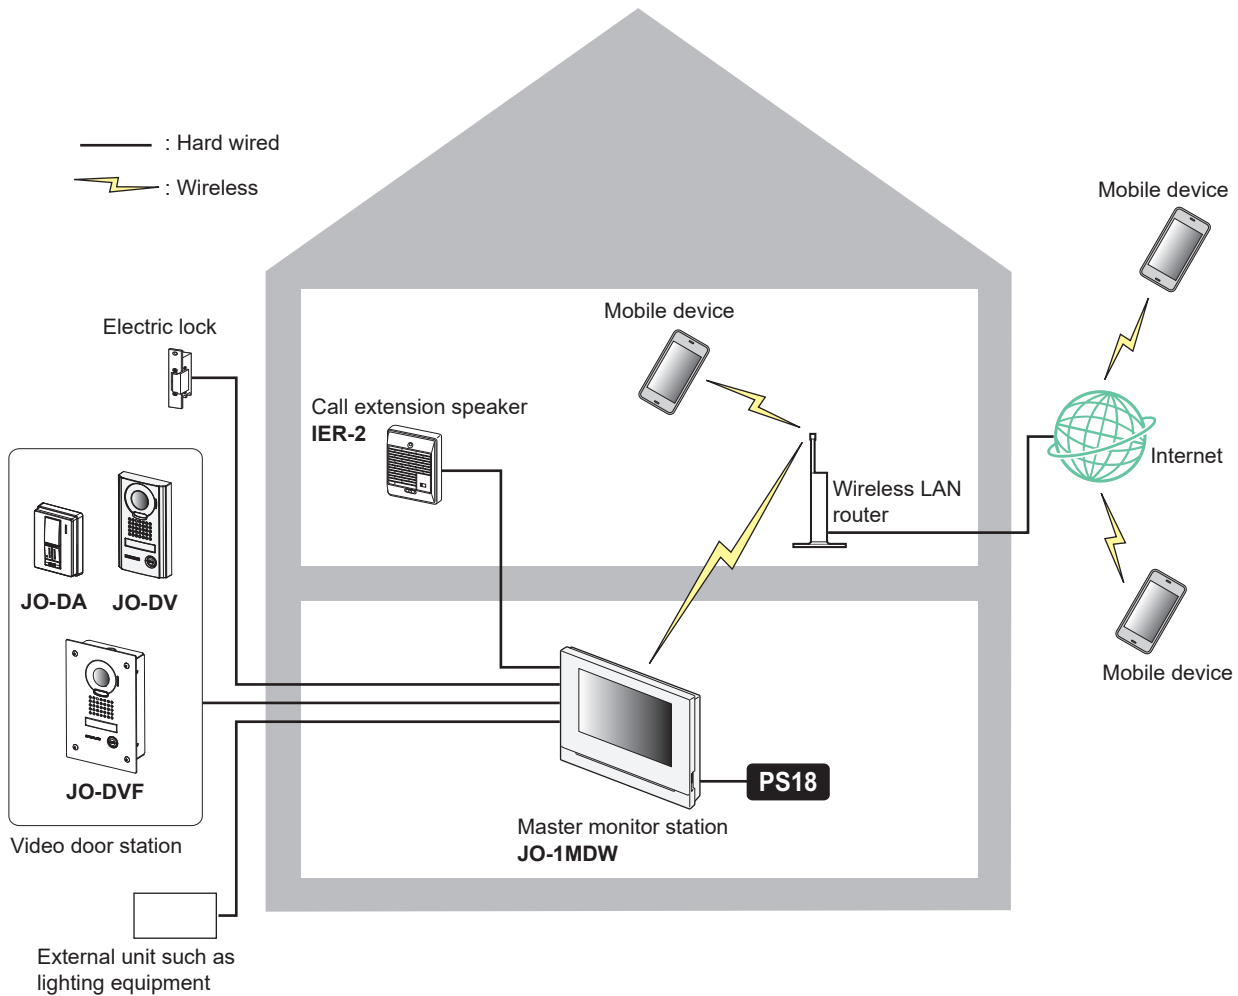 : Hard wired
: Wireless
Mobile device
Mobile device
Electric lock
Call extension speaker
IER-2
Internet
Wireless LAN
router
JO-DA
JO-DV
Mobile device
JO-DVF
PS18
Master monitor station
JO-1MDW
Video door station
External unit such as
lighting equipment